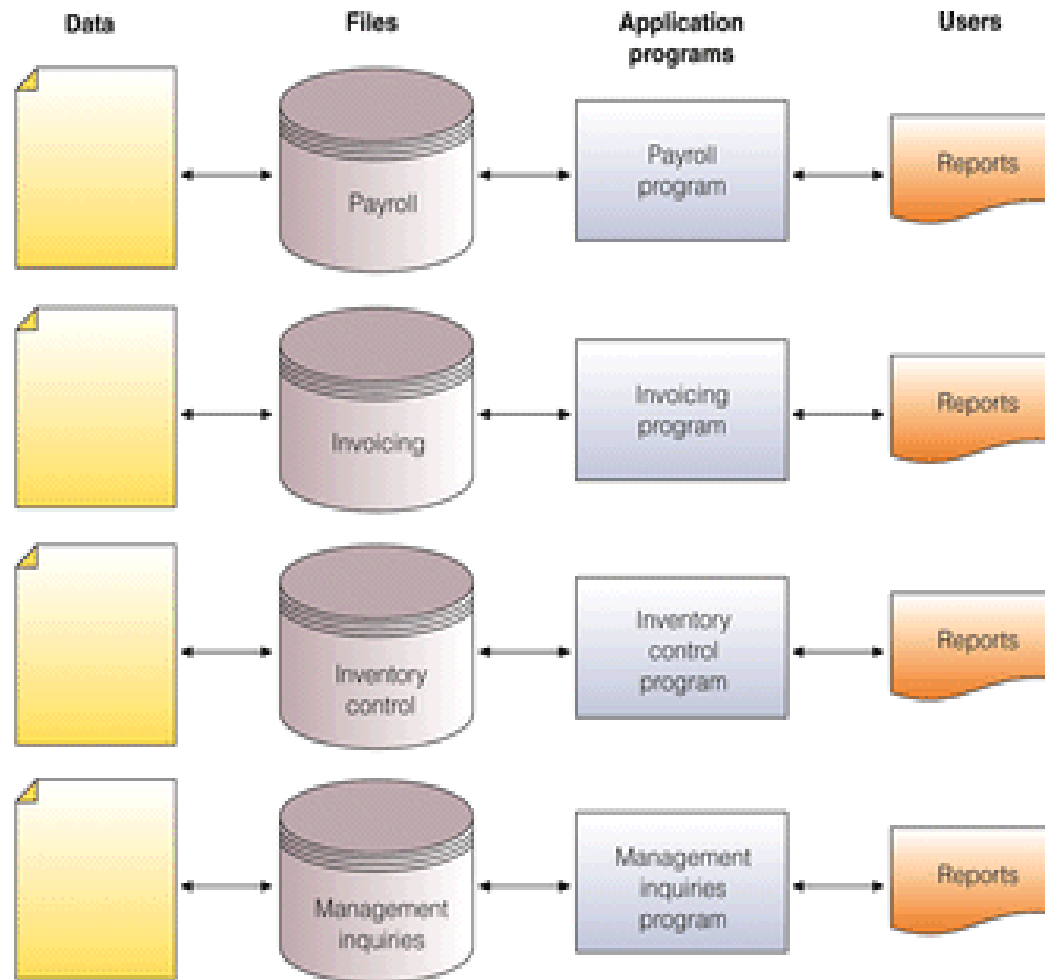 Data
Files
Application
programs
Users
Payroll
Payroll
program
Reports
Invoicing
Invoicing
program
Reports
Inventory
control
Inventory
control
program
Reports
Management
inquiries
Management
inquiries
program
Reports